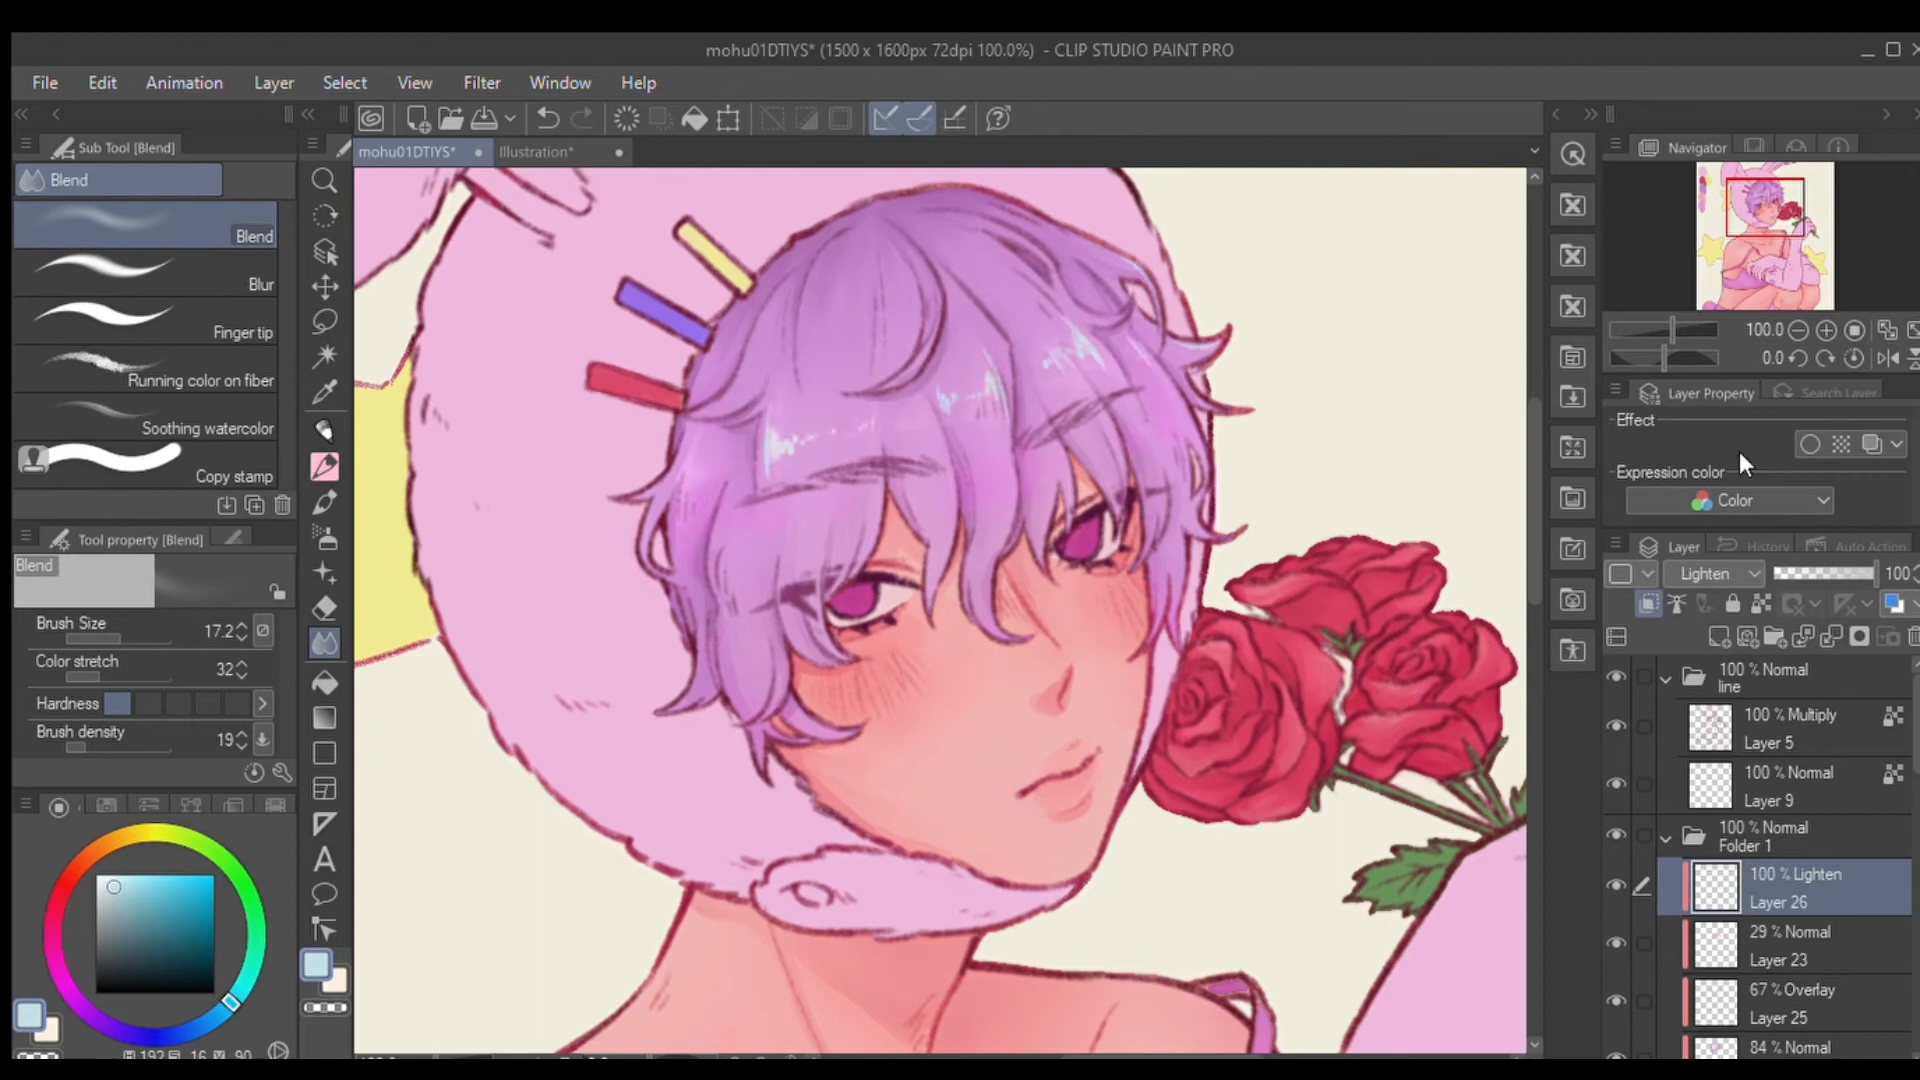 mohu01DTIYS* (1500 x 1600px 72dpi 100.0%) - CLIP STUDIO PAINT PRO
File Edit Animation Layer Select View Filter Window Help
Sub Tool [Blend]
mohu01DTIYS* Illustration*
Navigator
Blend
Blend
Blur
Finger tip
Running color on fiber
Soothing watercolor
Copy stamp
100.0
0.0
Layer Property Search Layer
Effect
Expression color
Color
Tool property [Blend]
Blend
Brush Size 17.2
Color stretch 32
Hardness
Brush density 19
Layer History Auto Action
Lighten 100
100 % Normal
line
100 % Multiply
Layer 5
100 % Normal
Layer 9
100 % Normal
Folder 1
100 % Lighten
Layer 26
29 % Normal
Layer 23
67 % Overlay
Layer 25
84 % Normal